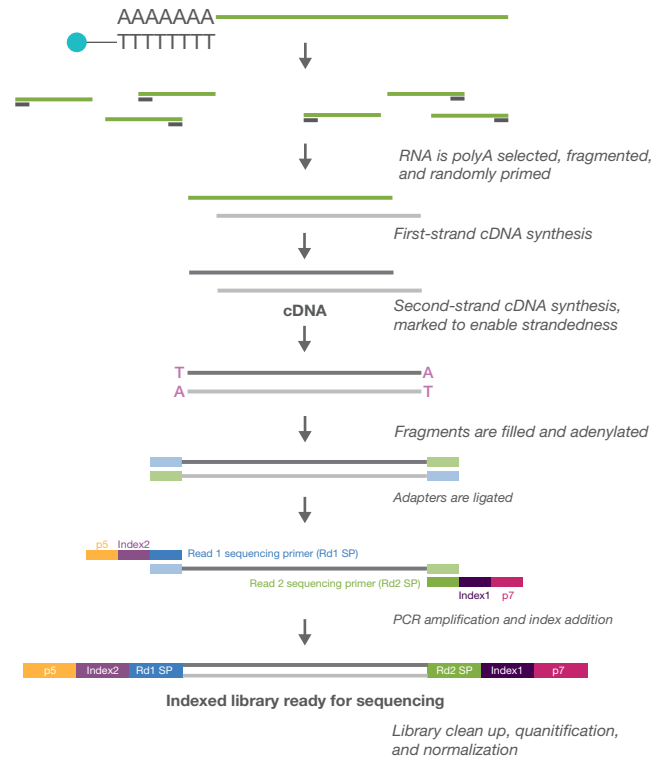 AAAAAAA
TTTTTTTT
RNA is polyA selected, fragmented,
and randomly primed
First-strand cDNA synthesis
cDNA
Second-strand cDNA synthesis,
marked to enable strandedness
T
A
A
T
Fragments are filled and adenylated
Adapters are ligated
p5
Index2
Read 1 sequencing primer (Rd1 SP)
Read 2 sequencing primer (Rd2 SP)
Index1
p7
PCR amplification and index addition
p5
Index2
Rd1 SP
Rd2 SP
Index1
p7
Indexed library ready for sequencing
Library clean up, quanitification,
and normalization